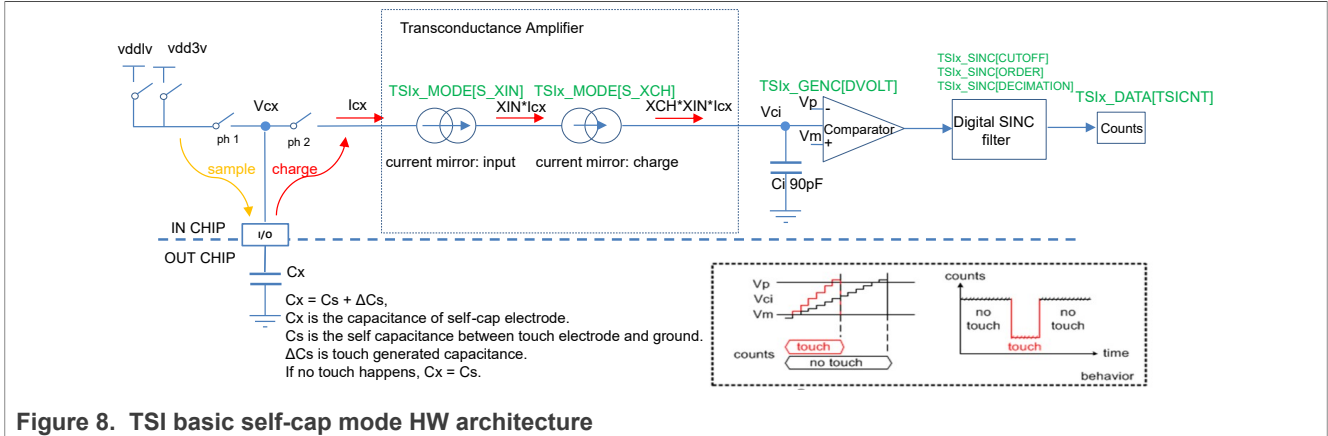 Transconductance Amplifier
vddlv
vdd3v
TSIx_SINC[CUTOFF]
TSIx_SINC[ORDER]
TSIx_SINC[DECIMATION]
TSIx_MODE[S_XIN]
TSIx_MODE[S_XCH]
TSIx_GENC[DVOLT]
TSIx_DATA[TSICNT]
Vcx
Icx
XIN*Icx
XCH*XIN*Icx
Vci
Vp
-
Vm
+
Comparator
Digital SINC
filter
Counts
ph 1
ph 2
current mirror: input
current mirror: charge
sample
charge
Ci 90pF
IN CHIP
I/O
OUT CHIP
Cx
Cx = Cs + ΔCs,
Cx is the capacitance of self-cap electrode.
Cs is the self capacitance between touch electrode and ground.
ΔCs is touch generated capacitance.
If no touch happens, Cx = Cs.
Vp
Vci
Vm
counts
touch
no touch
counts
no
touch
touch
no
touch
time
behavior
Figure 8. TSI basic self-cap mode HW architecture